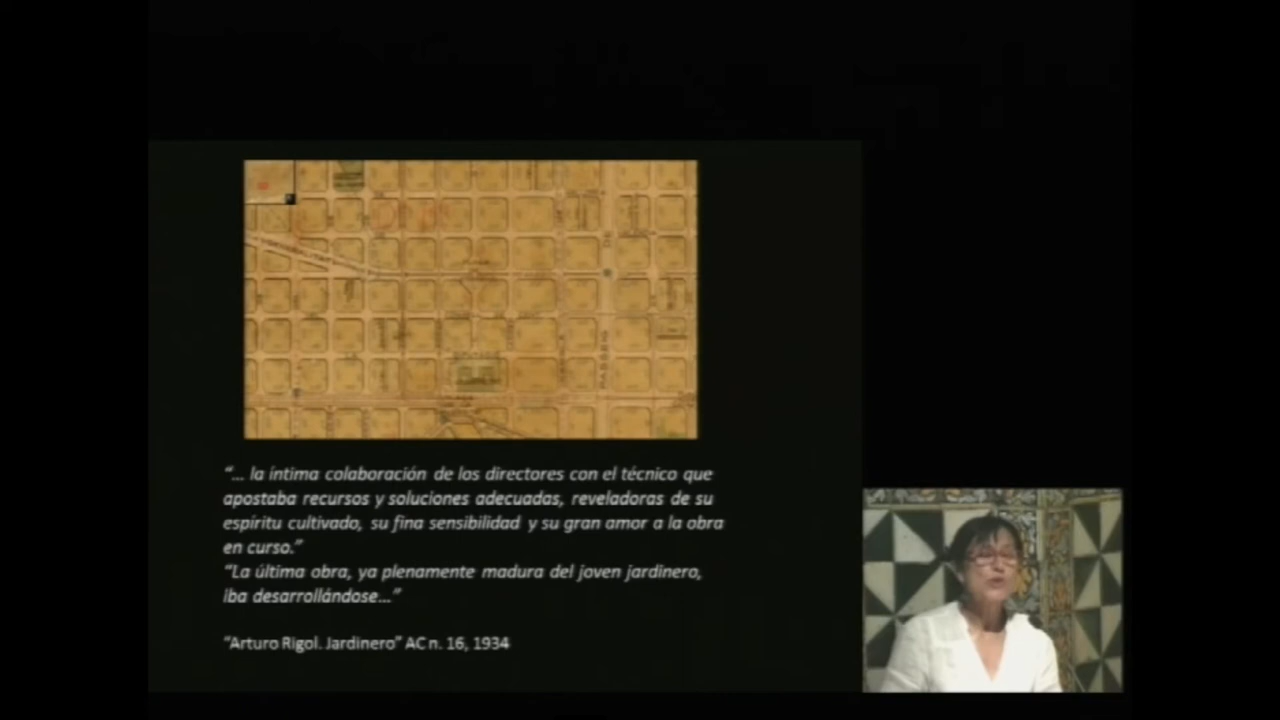 “... la íntima colaboración de los directores con el técnico que
apostaba recursos y soluciones adecuadas, reveladoras de su
espíritu cultivado, su fina sensibilidad y su gran amor a la obra
en curso.”
“La última obra, ya plenamente madura del joven jardinero,
iba desarrollándose...”
“Arturo Rigol. Jardinero” AC n. 16, 1934